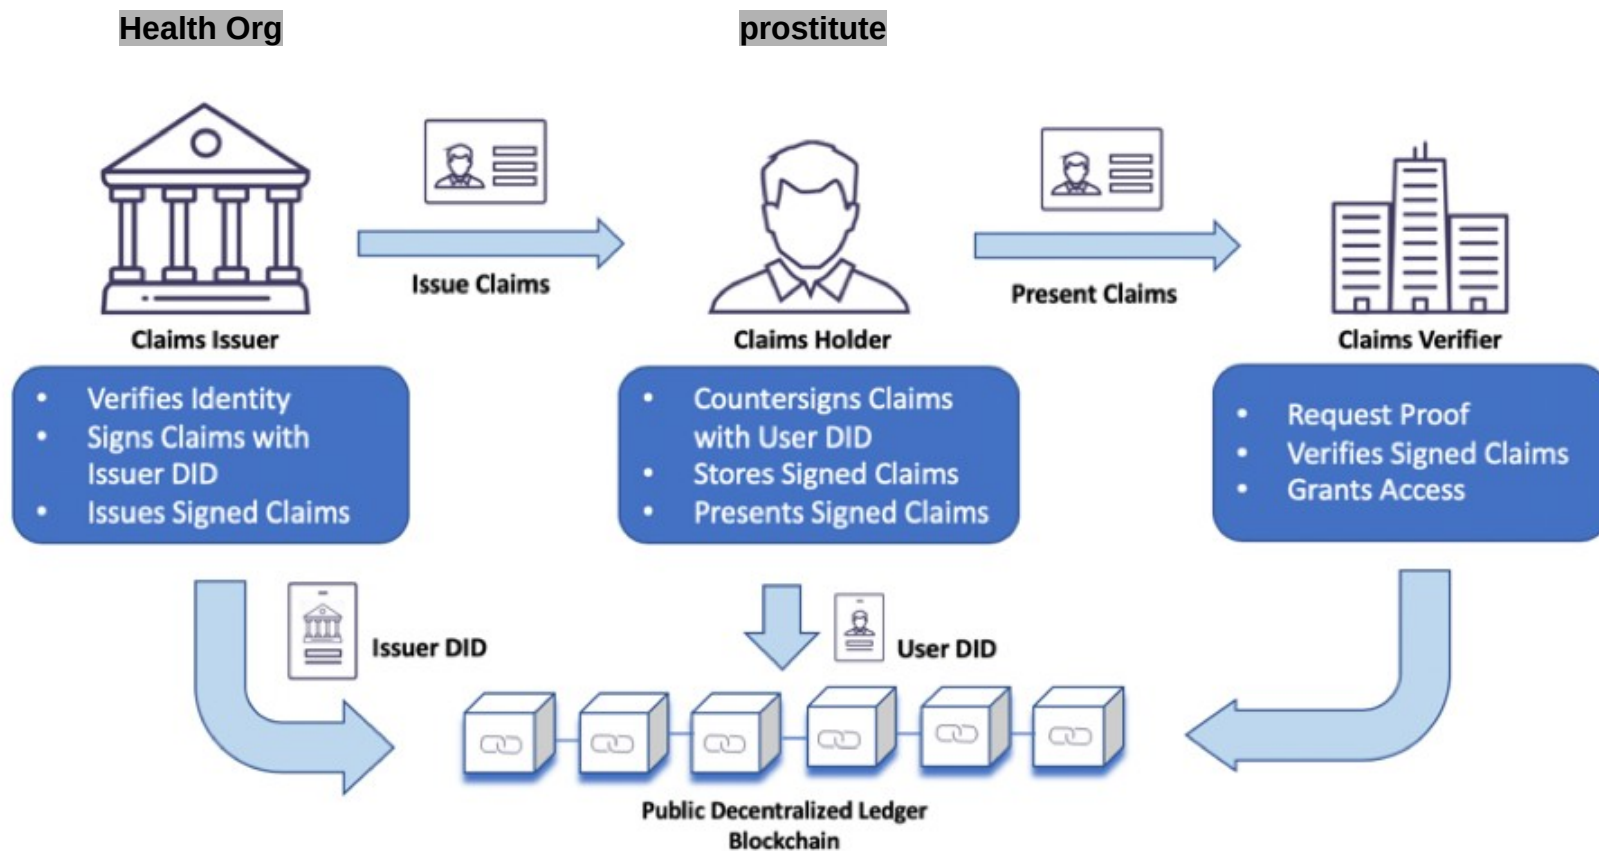 Health Org
prostitute
Issue Claims
Present Claims
Claims Issuer
Claims Holder
Claims Verifier
• Verifies Identity
• Signs Claims with
Issuer DID
• Issues Signed Claims
• Countersigns Claims
with User DID
• Stores Signed Claims
• Presents Signed Claims
• Request Proof
• Verifies Signed Claims
• Grants Access
Issuer DID
User DID
Public Decentralized Ledger
Blockchain